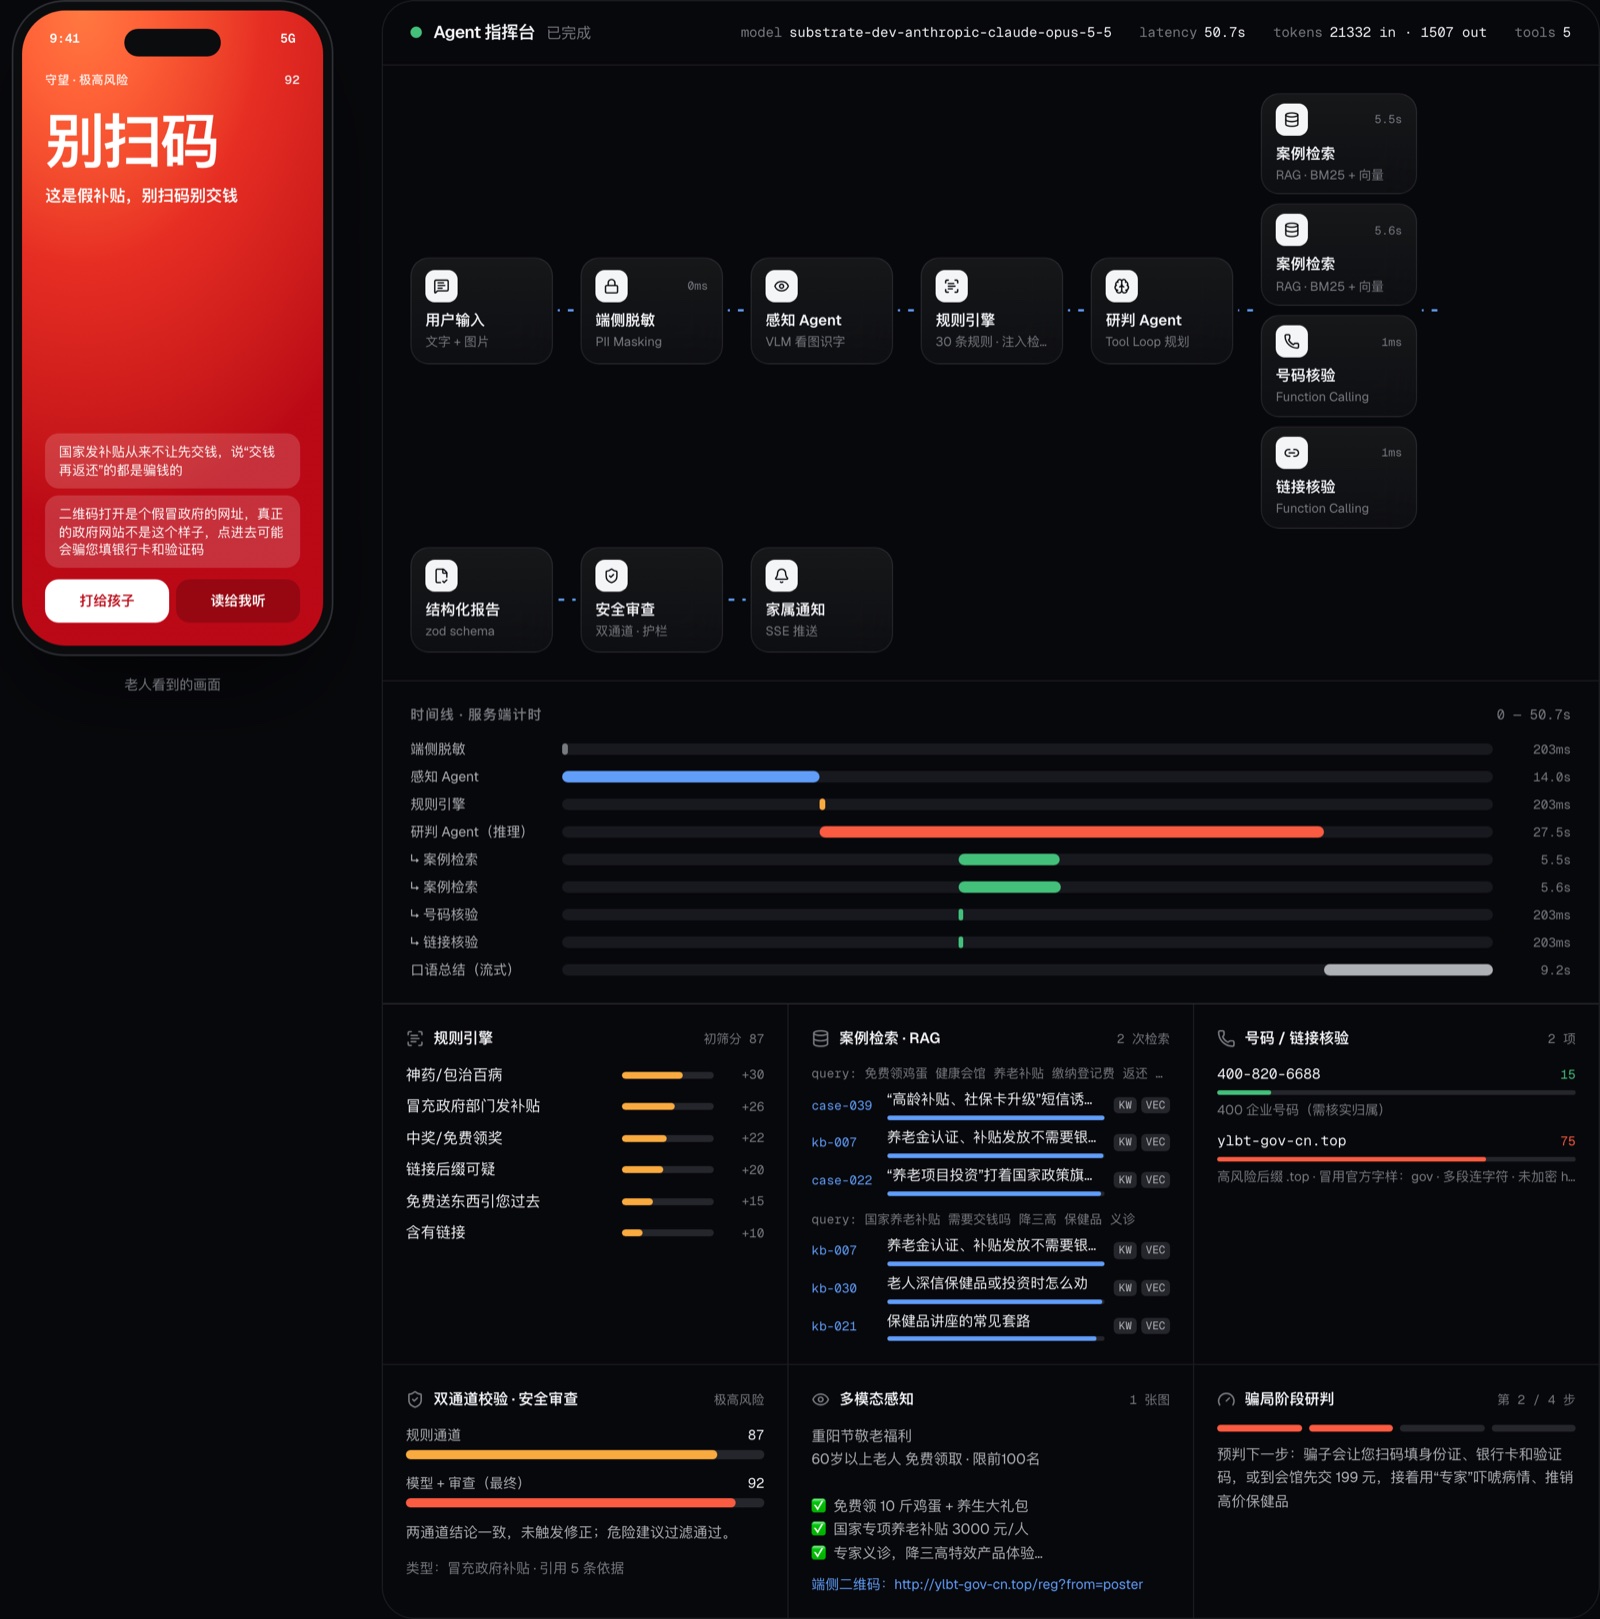 9:41
5G
守望 · 极高风险
92
别扫码
这是假补贴，别扫码别交钱
国家发补贴从来不让先交钱，说“交钱
再返还”的都是骗钱的
二维码打开是个假冒政府的网址，真正
的政府网站不是这个样子，点进去可能
会骗您填银行卡和验证码
打给孩子
读给我听
老人看到的画面
Agent 指挥台 已完成
model substrate-dev-anthropic-claude-opus-5-5
latency 50.7s
tokens 21332 in · 1507 out
tools 5
用户输入
文字 + 图片
0ms
端侧脱敏
PII Masking
感知 Agent
VLM 看图识字
规则引擎
30 条规则 · 注入检...
研判 Agent
Tool Loop 规划
5.5s
案例检索
RAG · BM25 + 向量
5.6s
案例检索
RAG · BM25 + 向量
1ms
号码核验
Function Calling
1ms
链接核验
Function Calling
结构化报告
zod schema
安全审查
双通道 · 护栏
家属通知
SSE 推送
时间线 · 服务端计时
0 — 50.7s
端侧脱敏 203ms
感知 Agent 14.0s
规则引擎 203ms
研判 Agent（推理） 27.5s
↳ 案例检索 5.5s
↳ 案例检索 5.6s
↳ 号码核验 203ms
↳ 链接核验 203ms
口语总结（流式） 9.2s
规则引擎
初筛分 87
神药/包治百病 +30
冒充政府部门发补贴 +26
中奖/免费领奖 +22
链接后缀可疑 +20
免费送东西引您过去 +15
含有链接 +10
案例检索 · RAG
2 次检索
query: 免费领鸡蛋 健康会馆 养老补贴 缴纳登记费 返还 …
case-039 “高龄补贴、社保卡升级”短信诱... KW VEC
kb-007 养老金认证、补贴发放不需要银... KW VEC
case-022 “养老项目投资”打着国家政策旗... KW VEC
query: 国家养老补贴 需要交钱吗 降三高 保健品 义诊
kb-007 养老金认证、补贴发放不需要银... KW VEC
kb-030 老人深信保健品或投资时怎么劝 KW VEC
kb-021 保健品讲座的常见套路 KW VEC
号码 / 链接核验
2 项
400-820-6688 15
400 企业号码（需核实归属）
ylbt-gov-cn.top 75
高风险后缀 .top · 冒用官方字样：gov · 多段连字符 · 未加密 h...
双通道校验 · 安全审查
极高风险
规则通道 87
模型 + 审查（最终） 92
两通道结论一致，未触发修正；危险建议过滤通过。
类型：冒充政府补贴 · 引用 5 条依据
多模态感知
1 张图
重阳节敬老福利
60岁以上老人 免费领取 · 限前100名
✅ 免费领 10 斤鸡蛋 + 养生大礼包
✅ 国家专项养老补贴 3000 元/人
✅ 专家义诊，降三高特效产品体验...
端侧二维码：http://ylbt-gov-cn.top/reg?from=poster
骗局阶段研判
第 2 / 4 步
预判下一步：骗子会让您扫码填身份证、银行卡和验证
码，或到会馆先交 199 元，接着用“专家”吓唬病情、推销
高价保健品